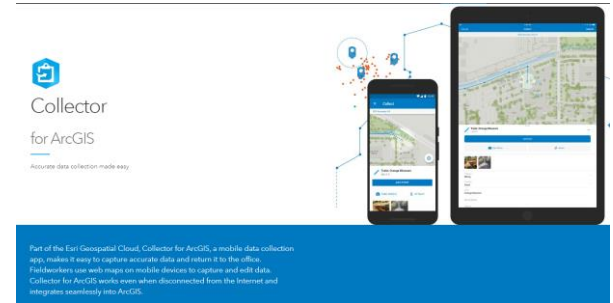 Collector
for ArcGIS
Accurate data collection made easy
Collect
Part of the Esri Geospatial Cloud, Collector for ArcGIS, a mobile data collection
app, makes it easy to capture accurate data and return it to the office.
Fieldworkers use web maps on mobile devices to capture and edit data.
Collector for ArcGIS works even when disconnected from the Internet and
integrates seamlessly into ArcGIS.